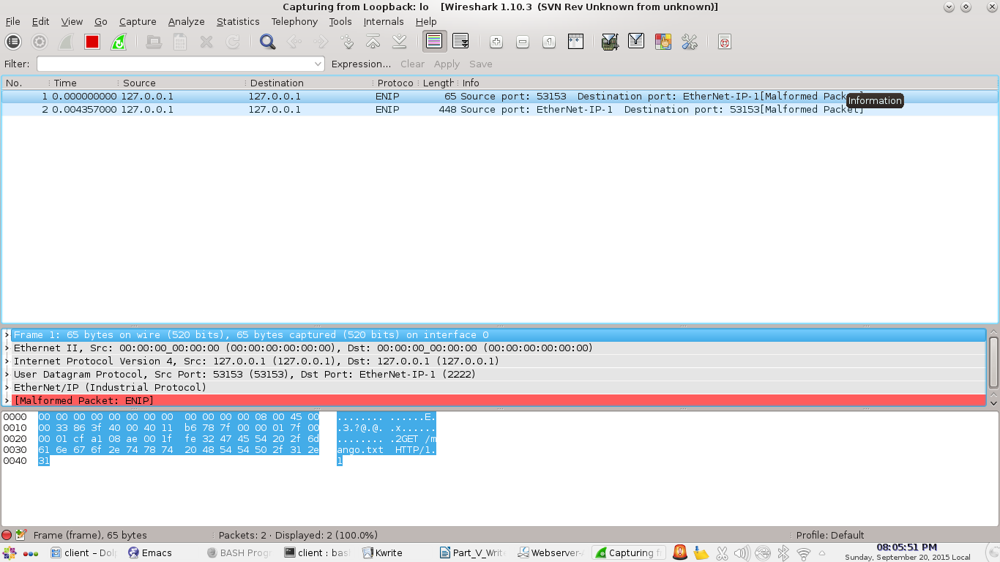 Capturing from Loopback: lo [Wireshark 1.10.3 (SVN Rev Unknown from unknown)]
File Edit View Go Capture Analyze Statistics Telephony Tools Internals Help
Filter: Expression... Clear Apply Save
No. Time Source Destination Protoco Length Info
1 0.000000000 127.0.0.1 127.0.0.1 ENIP 65 Source port: 53153 Destination port: EtherNet-IP-1[Malformed Pack
Information
2 0.004357000 127.0.0.1 127.0.0.1 ENIP 448 Source port: EtherNet-IP-1 Destination port: 53153[Malformed Packet]
Frame 1: 65 bytes on wire (520 bits), 65 bytes captured (520 bits) on interface 0
Ethernet II, Src: 00:00:00_00:00:00 (00:00:00:00:00:00), Dst: 00:00:00_00:00:00 (00:00:00:00:00:00)
Internet Protocol Version 4, Src: 127.0.0.1 (127.0.0.1), Dst: 127.0.0.1 (127.0.0.1)
User Datagram Protocol, Src Port: 53153 (53153), Dst Port: EtherNet-IP-1 (2222)
EtherNet/IP (Industrial Protocol)
[Malformed Packet: ENIP]
0000 00 00 00 00 00 00 00 00 00 00 00 00 08 00 45 00 ........ ......E.
0010 00 33 86 3f 40 00 40 11 b6 78 7f 00 00 01 7f 00 .3.?@.@. .x......
0020 00 01 cf a1 08 ae 00 1f fe 32 47 45 54 20 2f 6d ........ .2GET /m
0030 61 6e 67 6f 2e 74 78 74 20 48 54 54 50 2f 31 2e ango.txt HTTP/1.
0040 31 1
Frame (frame), 65 bytes Packets: 2 · Displayed: 2 (100.0%) Profile: Default
client – Dol Emacs BASH Progr client : bas Kwrite Part_V_Writ Webserver- Capturing f 08:05:51 PM
Sunday, September 20, 2015 Local